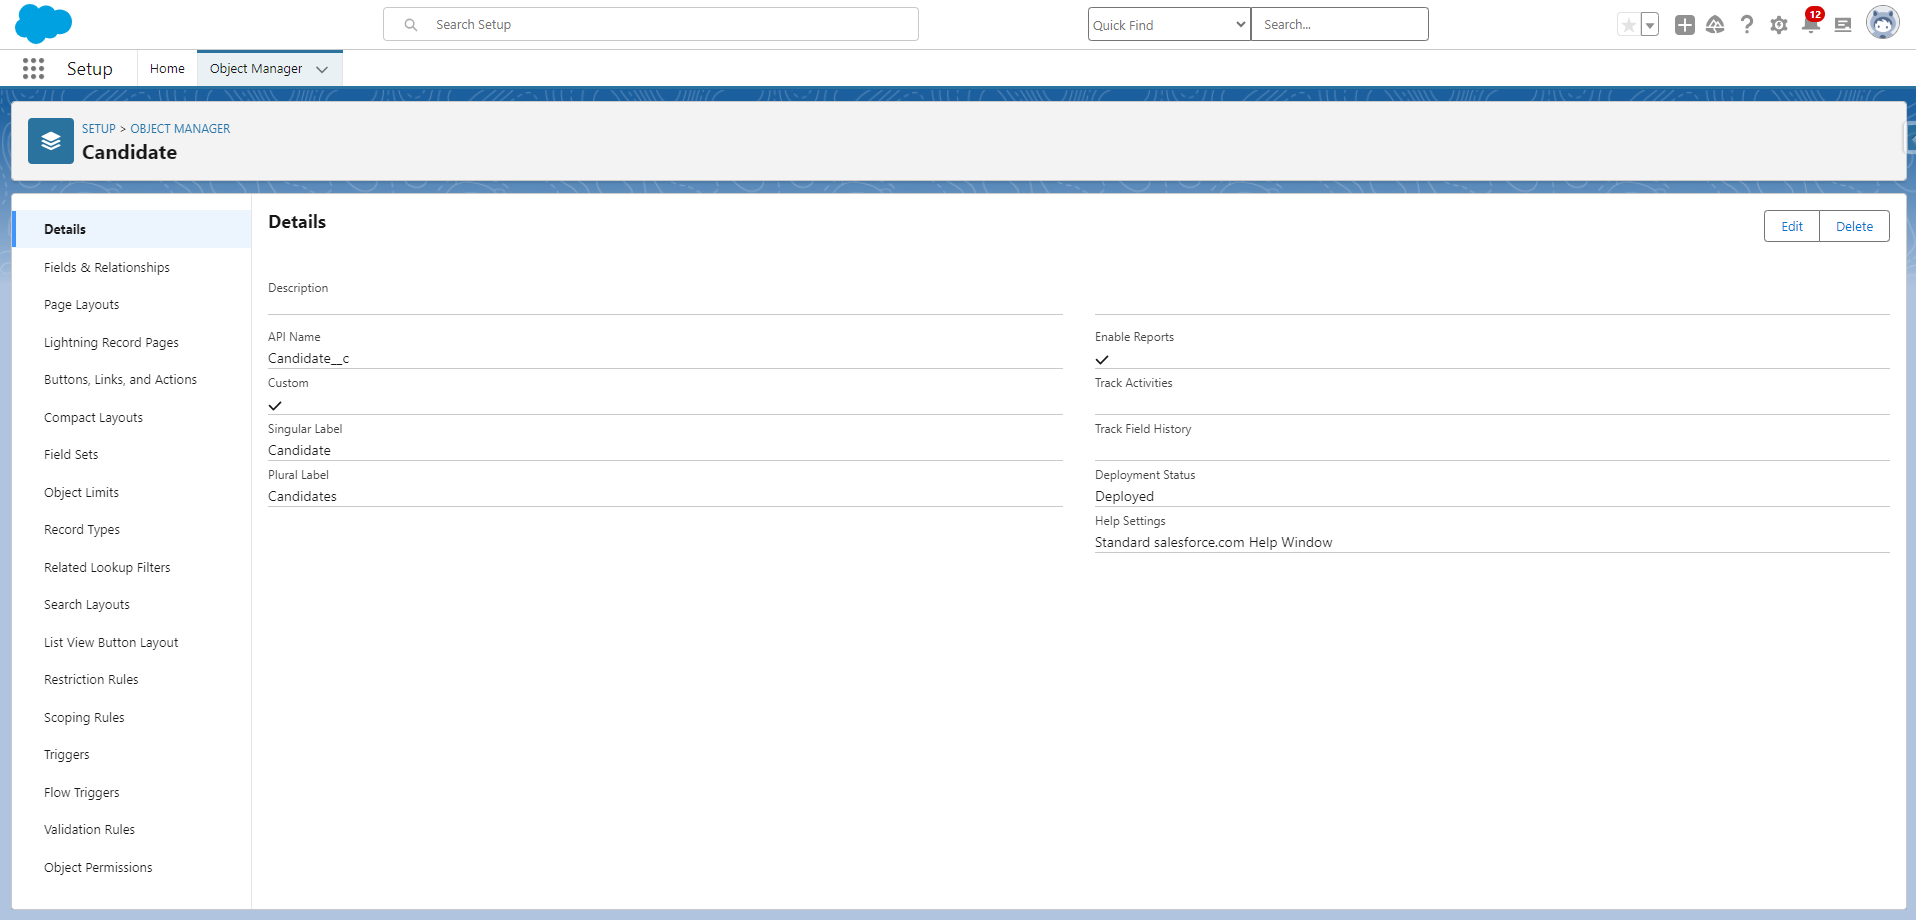 Search Setup
Quick Find
Search...
12
Setup
Home
Object Manager
SETUP > OBJECT MANAGER
Candidate
Details
Fields & Relationships
Page Layouts
Lightning Record Pages
Buttons, Links, and Actions
Compact Layouts
Field Sets
Object Limits
Record Types
Related Lookup Filters
Search Layouts
List View Button Layout
Restriction Rules
Scoping Rules
Triggers
Flow Triggers
Validation Rules
Object Permissions
Details
Edit
Delete
Description
API Name
Candidate__c
Custom
Singular Label
Candidate
Plural Label
Candidates
Enable Reports
Track Activities
Track Field History
Deployment Status
Deployed
Help Settings
Standard salesforce.com Help Window